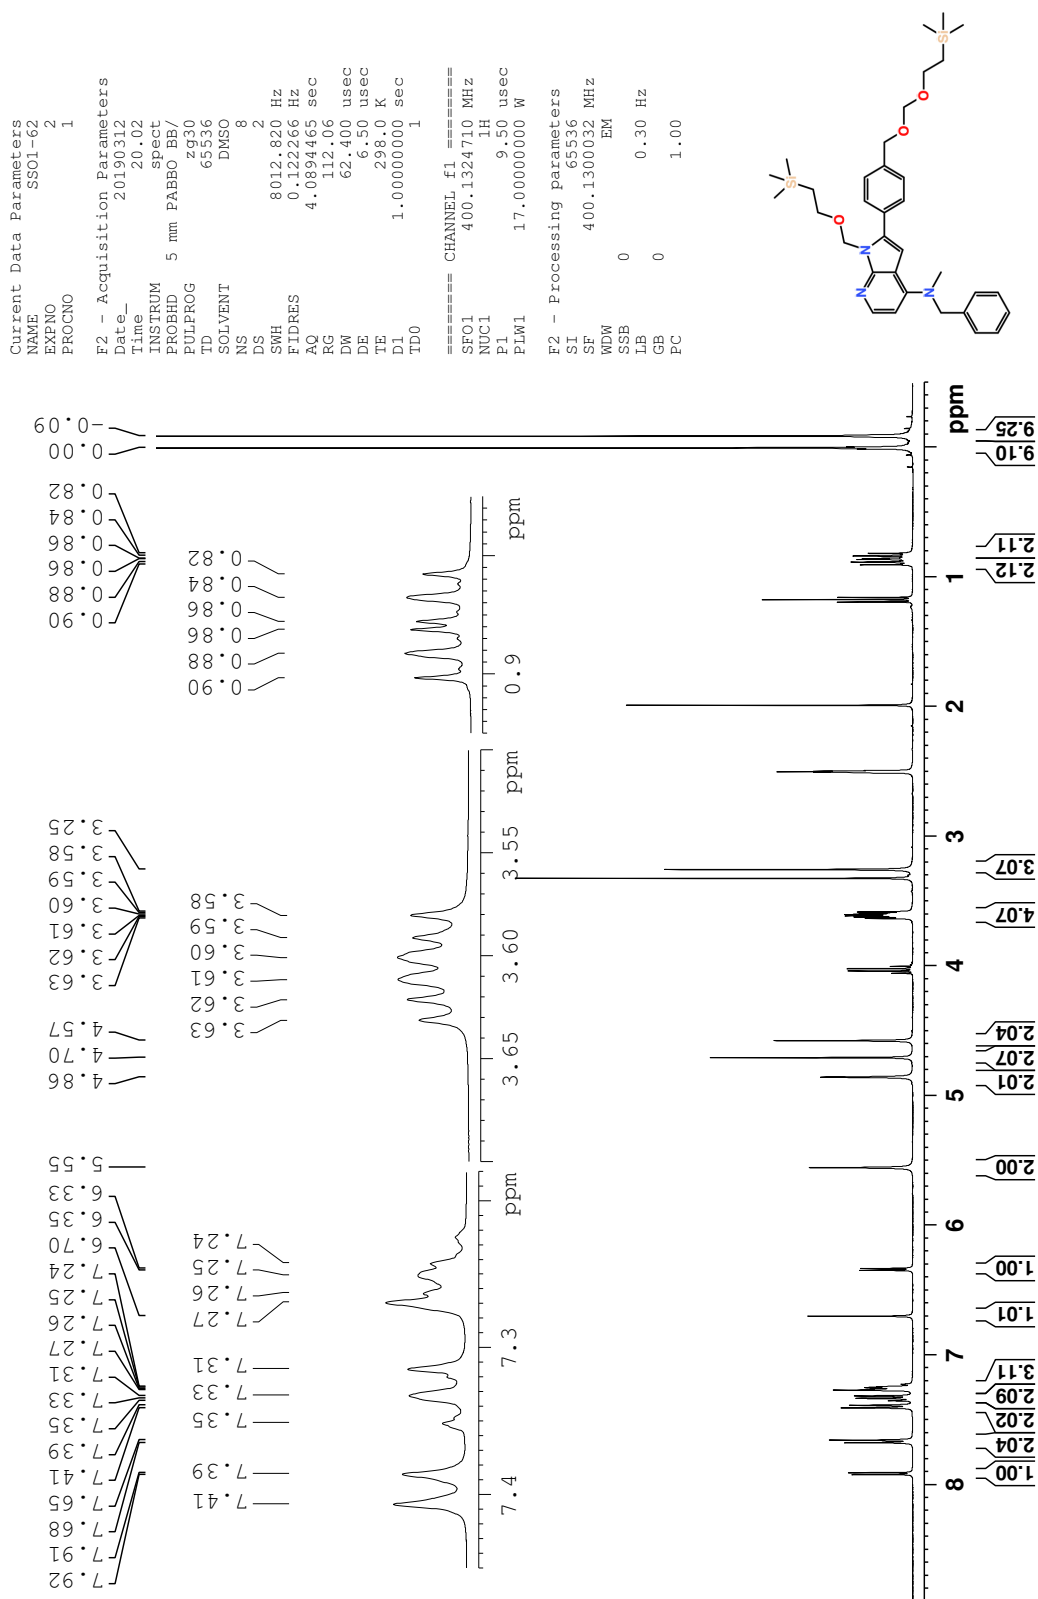 Current Data Parameters
NAME SSO1-62
EXPNO 2
PROCNO 1
F2 - Acquisition Parameters
Date_ 20190312
Time 20.02
INSTRUM spect
PROBHD 5 mm PABBO BB/
PULPROG zg30
TD 65536
SOLVENT DMSO
NS 8
DS 2
SWH 8012.820 Hz
FIDRES 0.122266 Hz
AQ 4.0894465 sec
RG 112.06
DW 62.400 usec
DE 6.50 usec
TE 298.0 K
D1 1.00000000 sec
TD0 1
======== CHANNEL f1 ========
SFO1 400.1324710 MHz
NUC1 1H
P1 9.50 usec
PLW1 17.00000000 W
F2 - Processing parameters
SI 65536
SF 400.1300032 MHz
WDW EM
SSB 0
LB 0.30 Hz
GB 0
PC 1.00
Si
O
O
Si
O
N
N
N
7.92
7.91
7.68
7.65
7.41
7.39
7.35
7.33
7.31
7.27
7.26
7.25
7.24
6.70
6.35
6.33
5.55
4.86
4.70
4.57
3.63
3.62
3.61
3.60
3.59
3.58
3.25
0.90
0.88
0.86
0.86
0.84
0.82
0.00
-0.09
7.41
7.39
7.35
7.33
7.31
7.27
7.26
7.25
7.24
7.4 7.3 ppm
3.63
3.62
3.61
3.60
3.59
3.58
3.65 3.60 3.55 ppm
0.90
0.88
0.86
0.86
0.84
0.82
0.9 ppm
8 7 6 5 4 3 2 1 ppm
1.00
2.04
2.02
2.09
3.11
1.01
1.00
2.00
2.01
2.07
2.04
4.07
3.07
2.12
2.11
9.10
9.25